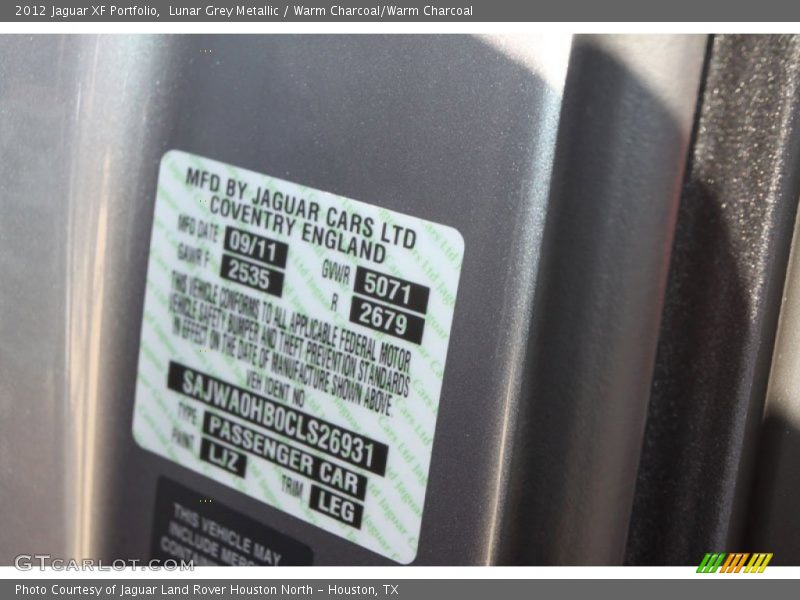 2012 Jaguar XF Portfolio,  Lunar Grey Metallic / Warm Charcoal/Warm Charcoal
MFD BY JAGUAR CARS LTD
COVENTRY ENGLAND
MFD DATE 09/11
GVWR 5071
GAWR F 2535
R 2679
THIS VEHICLE CONFORMS TO ALL APPLICABLE FEDERAL MOTOR
VEHICLE SAFETY BUMPER AND THEFT PREVENTION STANDARDS
IN EFFECT ON THE DATE OF MANUFACTURE SHOWN ABOVE.
VEH IDENT NO
SAJWA0HB0CLS26931
TYPE PASSENGER CAR
PAINT LJZ
TRIM LEG
THIS VEHICLE MAY
INCLUDE
GTCarLot.com
Photo Courtesy of Jaguar Land Rover Houston North – Houston, TX